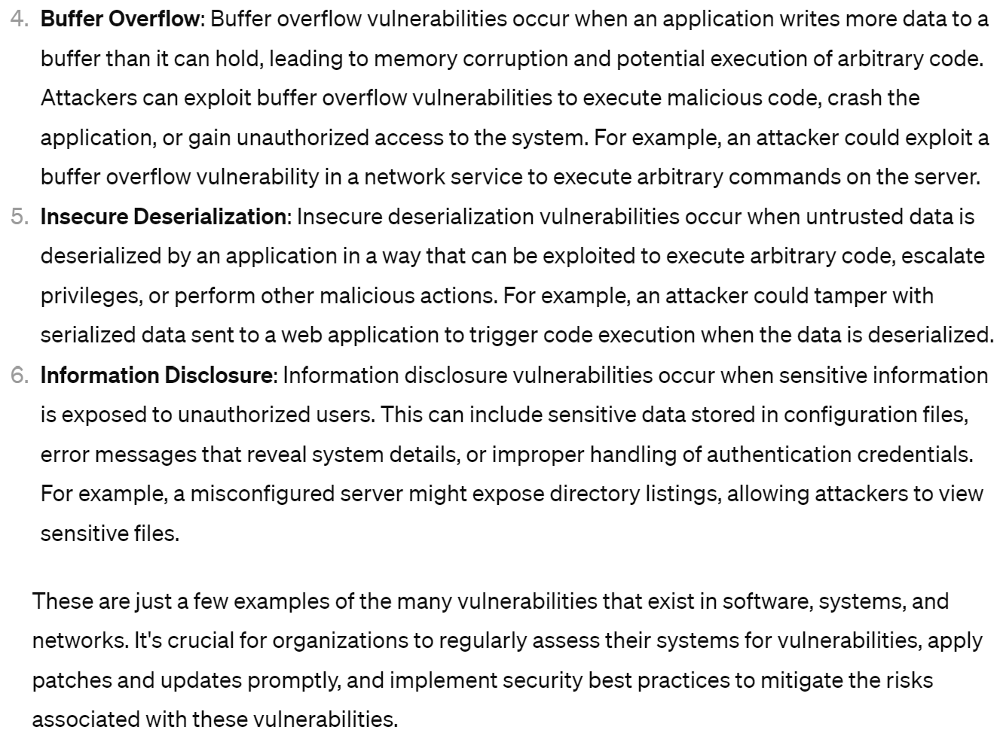 4. Buffer Overflow: Buffer overflow vulnerabilities occur when an application writes more data to a
buffer than it can hold, leading to memory corruption and potential execution of arbitrary code.
Attackers can exploit buffer overflow vulnerabilities to execute malicious code, crash the
application, or gain unauthorized access to the system. For example, an attacker could exploit a
buffer overflow vulnerability in a network service to execute arbitrary commands on the server.
5. Insecure Deserialization: Insecure deserialization vulnerabilities occur when untrusted data is
deserialized by an application in a way that can be exploited to execute arbitrary code, escalate
privileges, or perform other malicious actions. For example, an attacker could tamper with
serialized data sent to a web application to trigger code execution when the data is deserialized.
6. Information Disclosure: Information disclosure vulnerabilities occur when sensitive information
is exposed to unauthorized users. This can include sensitive data stored in configuration files,
error messages that reveal system details, or improper handling of authentication credentials.
For example, a misconfigured server might expose directory listings, allowing attackers to view
sensitive files.
These are just a few examples of the many vulnerabilities that exist in software, systems, and
networks. It's crucial for organizations to regularly assess their systems for vulnerabilities, apply
patches and updates promptly, and implement security best practices to mitigate the risks
associated with these vulnerabilities.